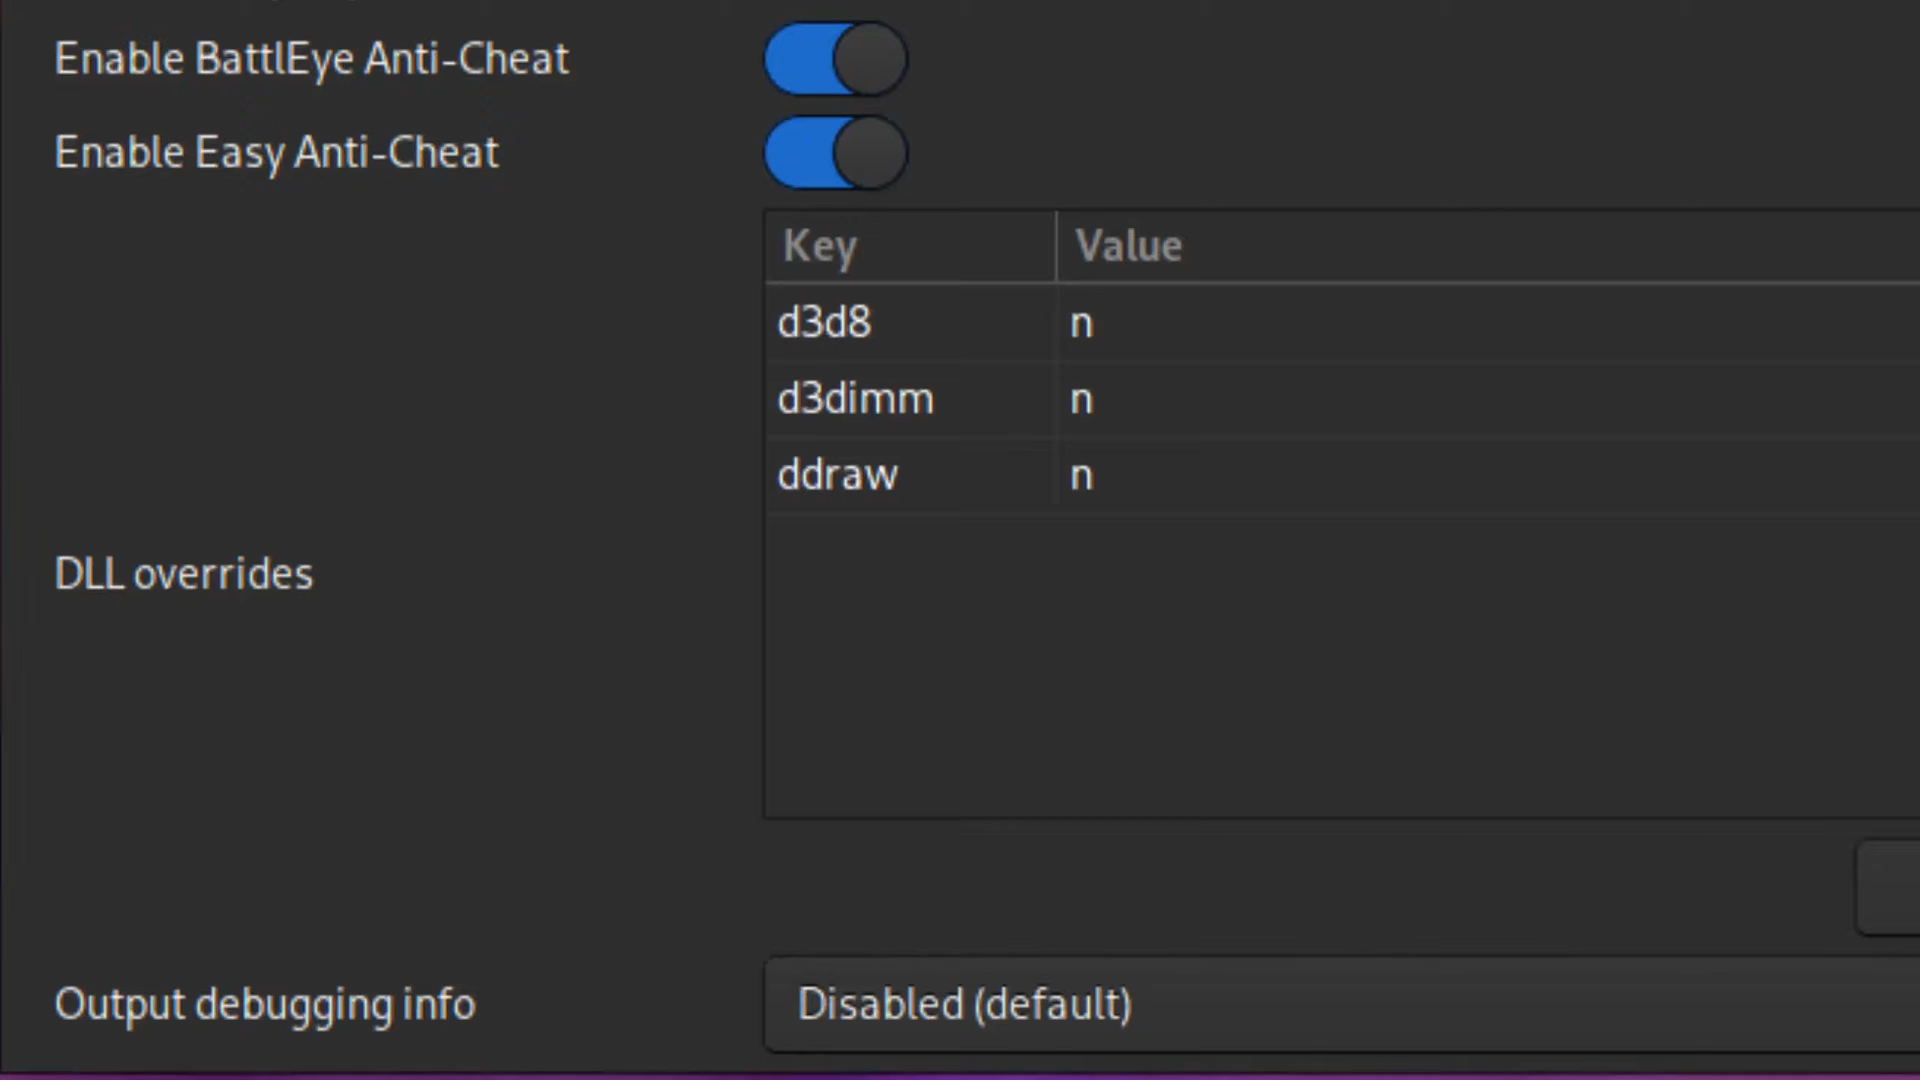 Enable BattlEye Anti-Cheat
Enable Easy Anti-Cheat
Key Value
d3d8 n
d3dimm n
ddraw n
DLL overrides
Output debugging info Disabled (default)